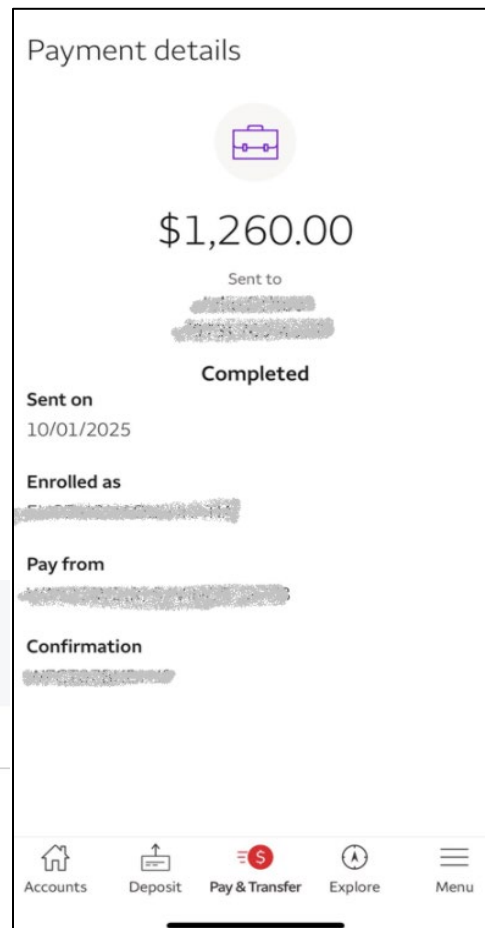 Payment details
$1,260.00
Sent to
Completed
Sent on
10/01/2025
Enrolled as
Pay from
Confirmation
Accounts Deposit Pay & Transfer Explore Menu